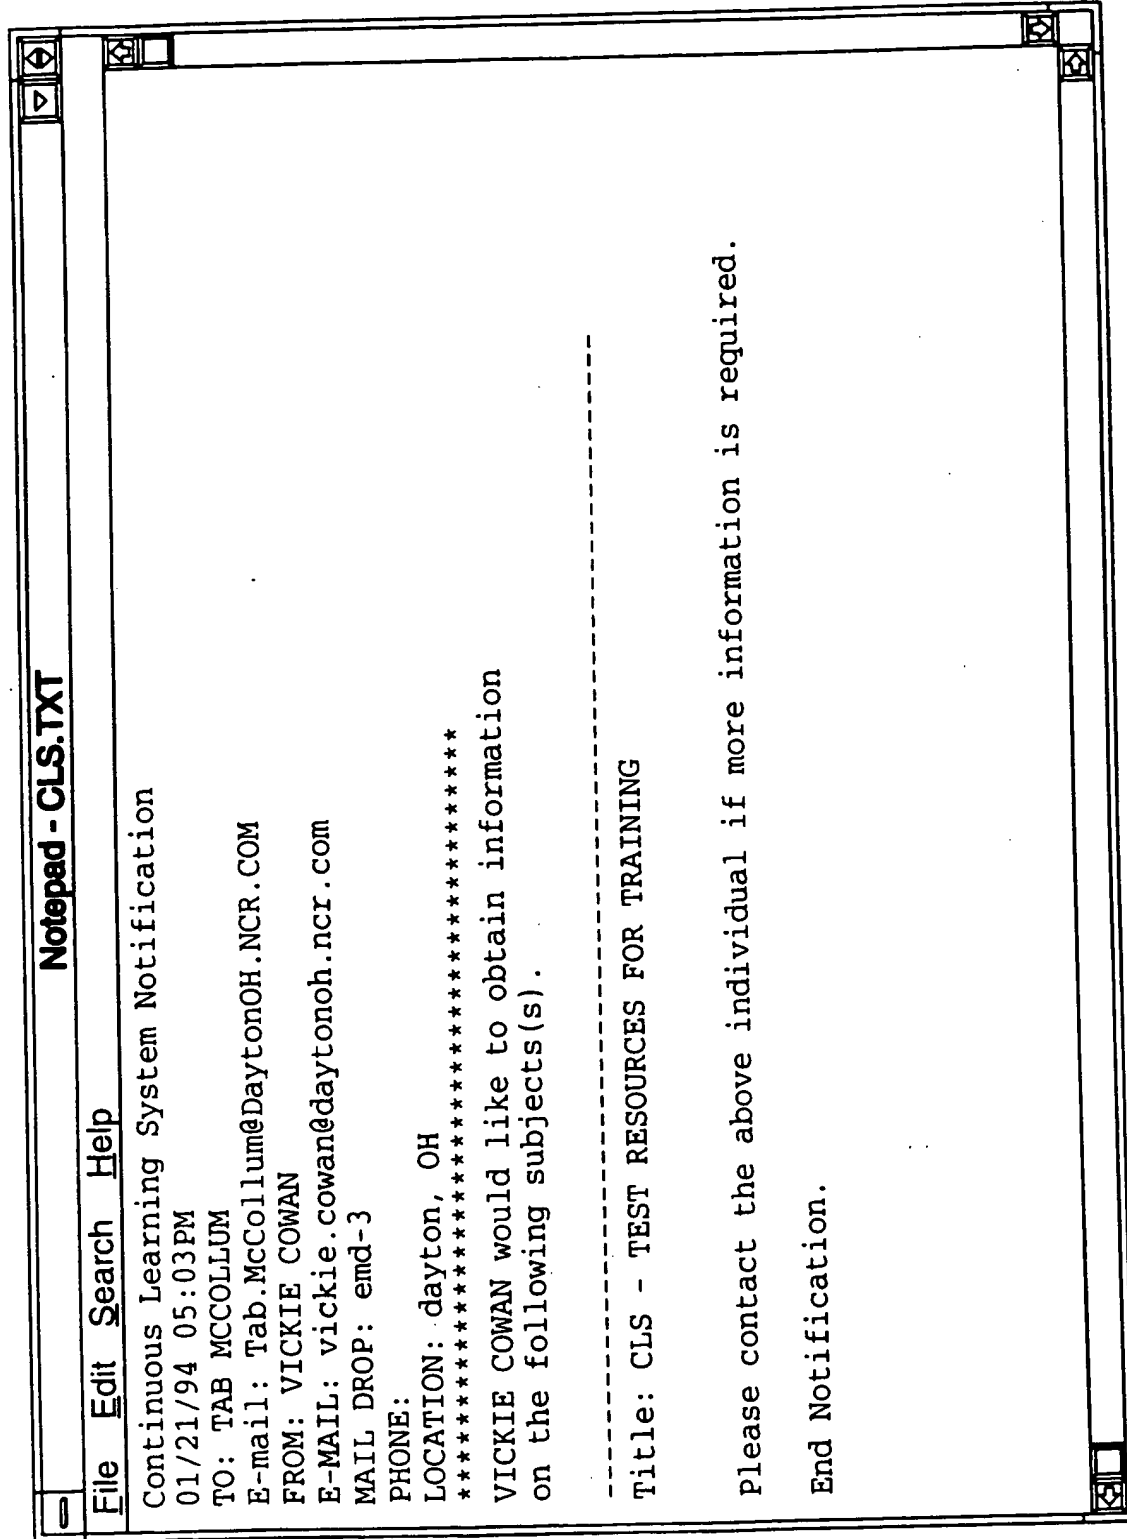 Notepad - CLS.TXT
File Edit Search Help
Continuous Learning System Notification
01/21/94 05:03PM
TO: TAB MCCOLLUM
E-mail: Tab.McCollum@DaytonOH.NCR.COM
FROM: VICKIE COWAN
E-MAIL: vickie.cowan@daytonoh.ncr.com
MAIL DROP: emd-3
PHONE:
LOCATION: dayton, OH
*****************************************
VICKIE COWAN would like to obtain information
on the following subjects(s).
------------------------------------------------------------
Title: CLS - TEST RESOURCES FOR TRAINING
Please contact the above individual if more information is required.
End Notification.